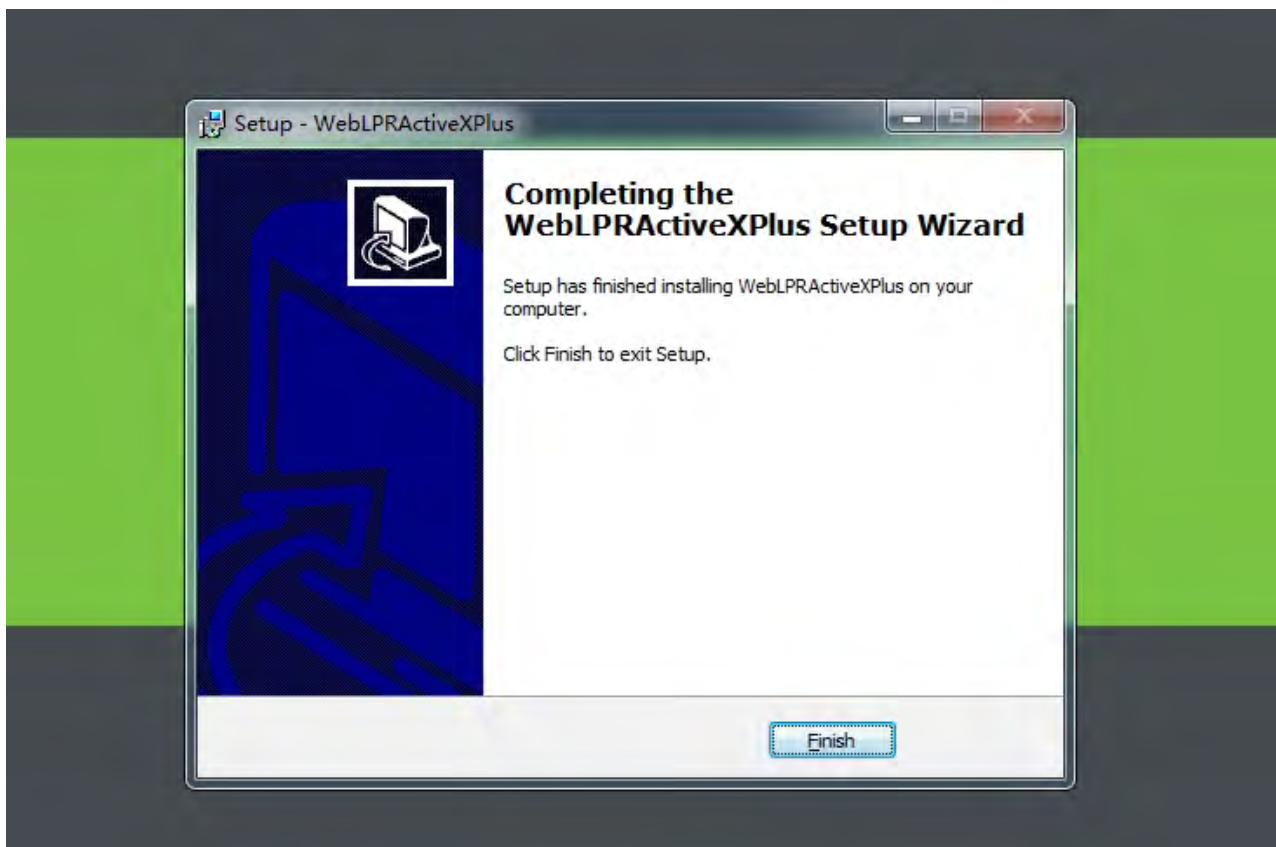 Setup - WebLPRActiveXPlus
Completing the
WebLPRActiveXPlus Setup Wizard
Setup has finished installing WebLPRActiveXPlus on your
computer.
Click Finish to exit Setup.
Finish